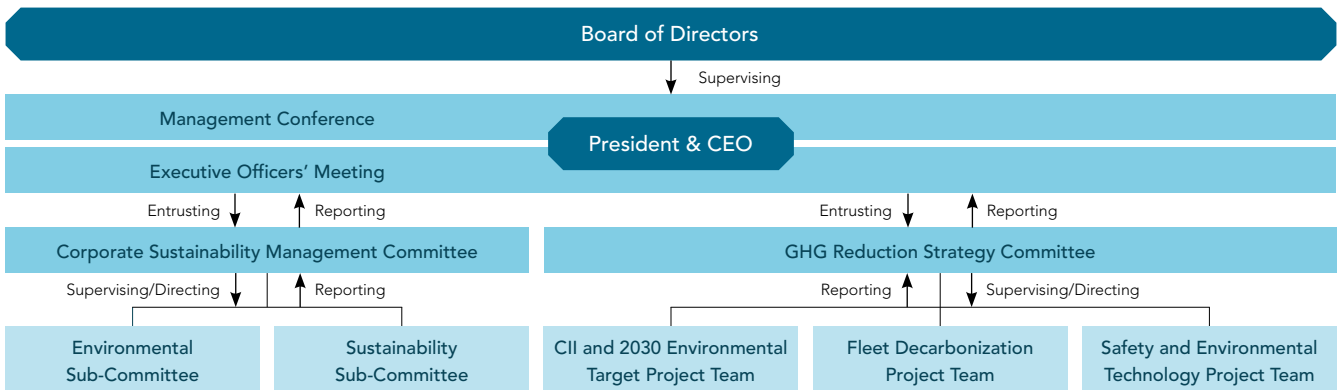 Board of Directors
Supervising
Management Conference
President & CEO
Executive Officers’ Meeting
Entrusting
Reporting
Entrusting
Reporting
Corporate Sustainability Management Committee
GHG Reduction Strategy Committee
Supervising/Directing
Reporting
Reporting
Supervising/Directing
Environmental
Sub-Committee
Sustainability
Sub-Committee
CII and 2030 Environmental
Target Project Team
Fleet Decarbonization
Project Team
Safety and Environmental
Technology Project Team